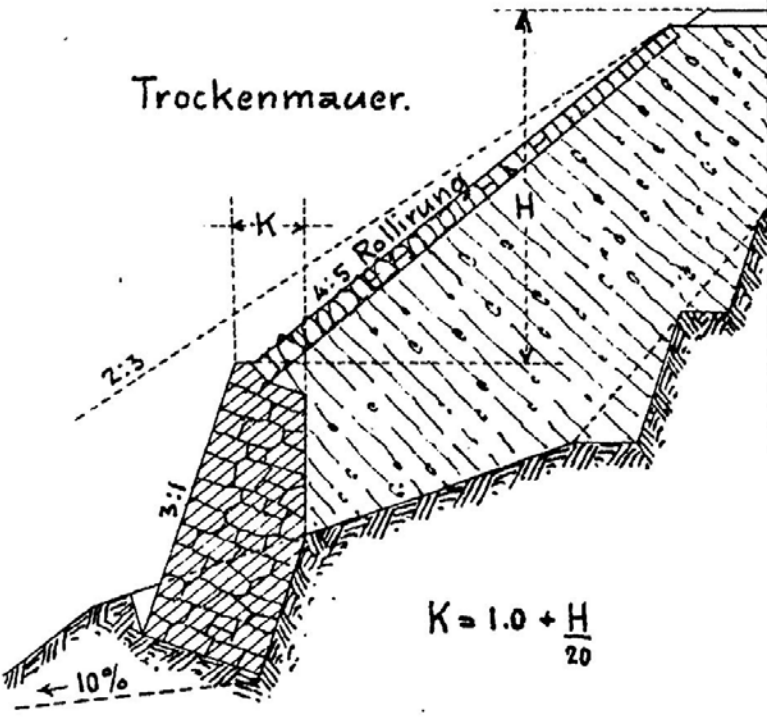 Trockenmauer.
H
K
4:5 Rollirung
2:3
3:1
K = 1.0 + H/20
10%